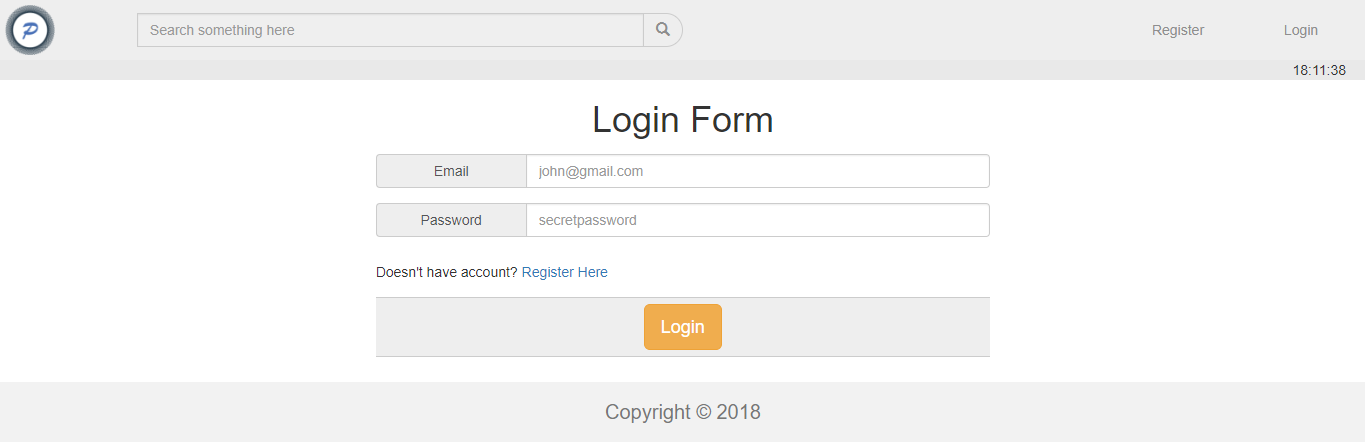 P
Search something here
Register
Login
18:11:38
Login Form
Email
john@gmail.com
Password
secretpassword
Doesn't have account? Register Here
Login
Copyright © 2018